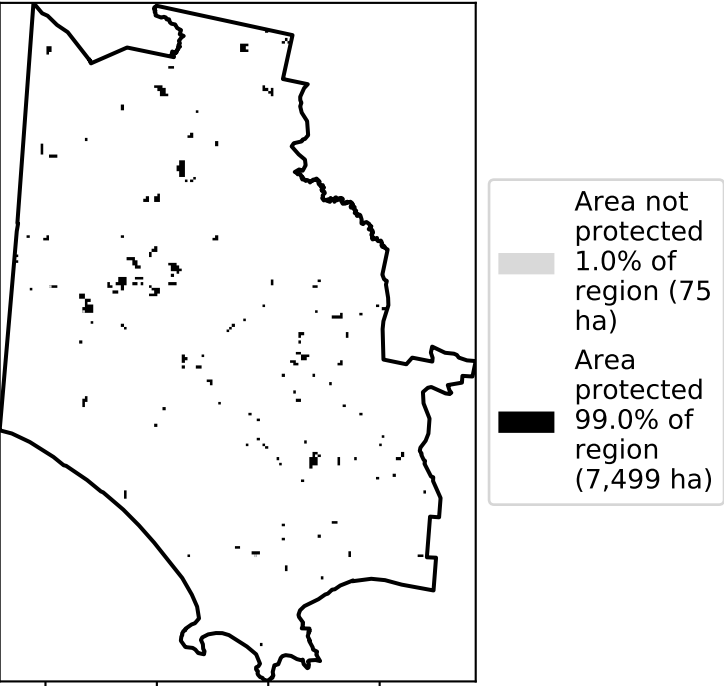 Area not
protected
1.0% of
region (75
ha)
Area
protected
99.0% of
region
(7,499 ha)